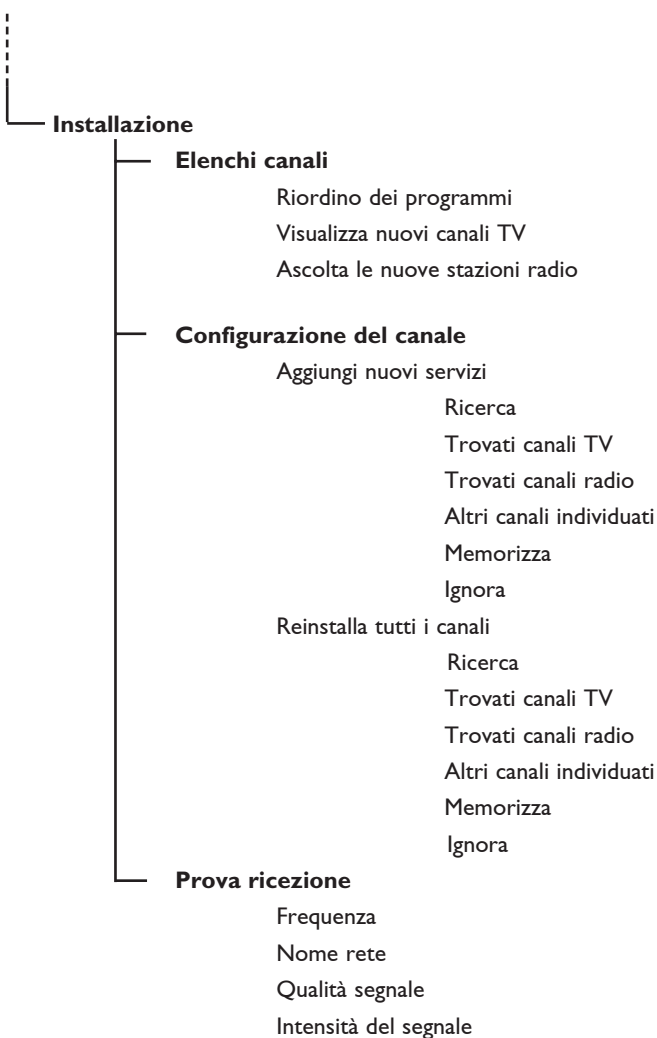 Installazione
Elenchi canali
Riordino dei programmi
Visualizza nuovi canali TV
Ascolta le nuove stazioni radio
Configurazione del canale
Aggiungi nuovi servizi
Ricerca
Trovati canali TV
Trovati canali radio
Altri canali individuati
Memorizza
Ignora
Reinstalla tutti i canali
Ricerca
Trovati canali TV
Trovati canali radio
Altri canali individuati
Memorizza
Ignora
Prova ricezione
Frequenza
Nome rete
Qualità segnale
Intensità del segnale